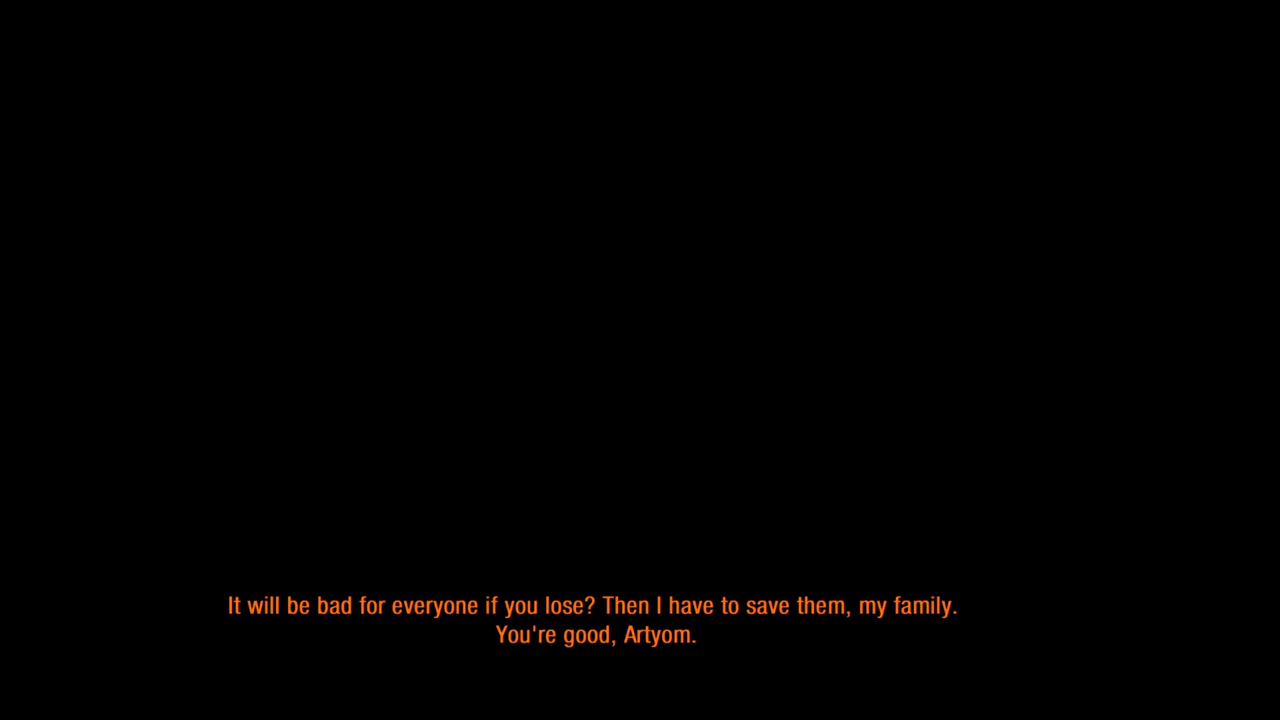 It will be bad for everyone if you lose? Then I have to save them, my family.
You're good, Artyom.